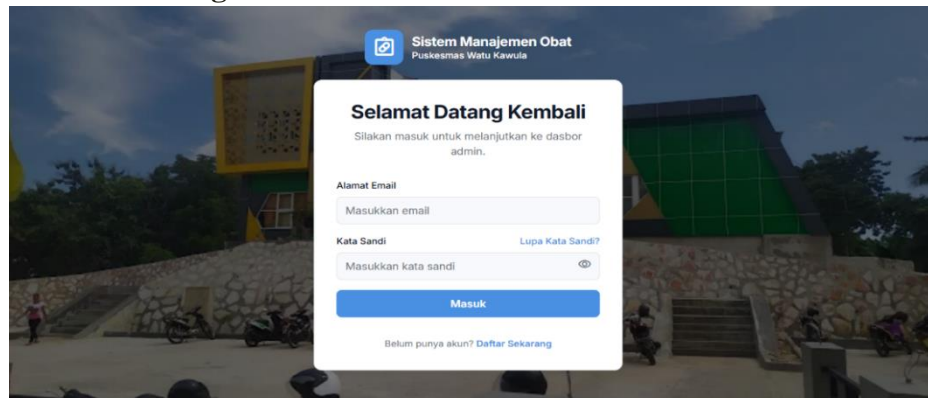 Sistem Manajemen Obat
Puskesmas Watu Kawula
Selamat Datang Kembali
Silakan masuk untuk melanjutkan ke dasbor
admin.
Alamat Email
Masukkan email
Kata Sandi Lupa Kata Sandi?
Masukkan kata sandi
Masuk
Belum punya akun? Daftar Sekarang